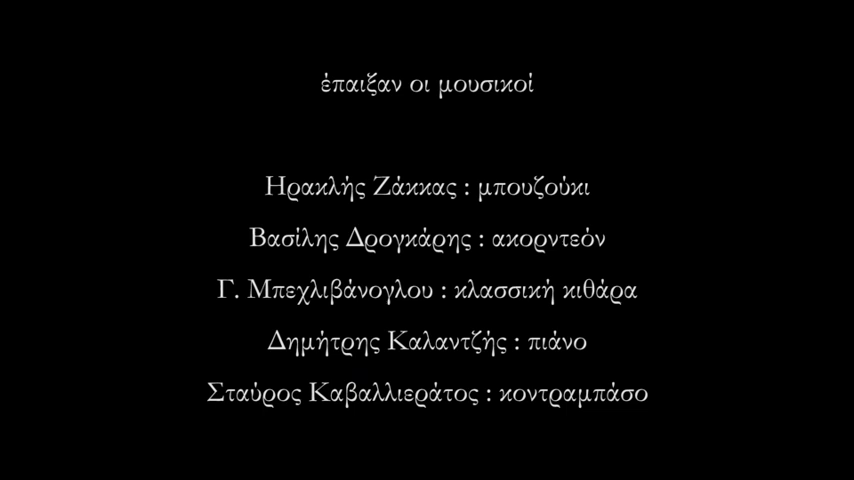 έπαιξαν οι μουσικοί
Ηρακλής Ζάκκας : μπουζούκι
Βασίλης Δρογκάρης : ακορντεόν
Γ. Μπεχλιβάνογλου : κλασσική κιθάρα
Δημήτρης Καλαντζής : πιάνο
Σταύρος Καβαλλιεράτος : κοντραμπάσο